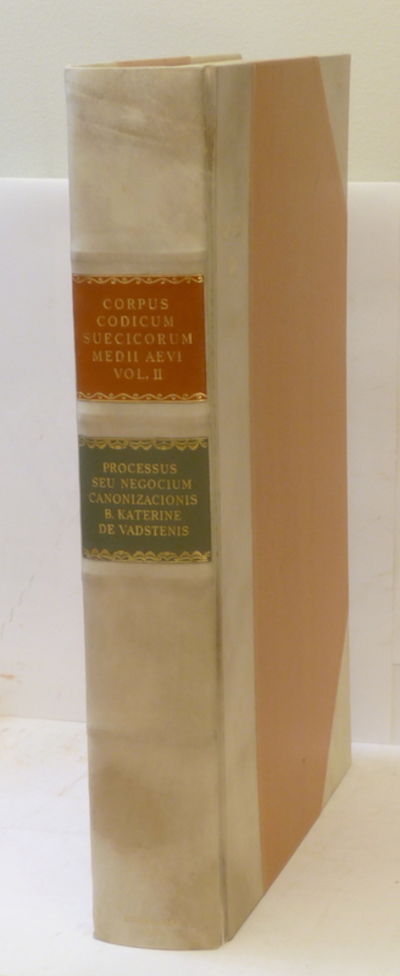 CORPUS
CODICUM
SUECICORUM
MEDII AEVI
VOL. II
PROCESSUS
SEU NEGOCIUM
CANONIZACIONIS
B. KATERINE
DE VADSTENIS